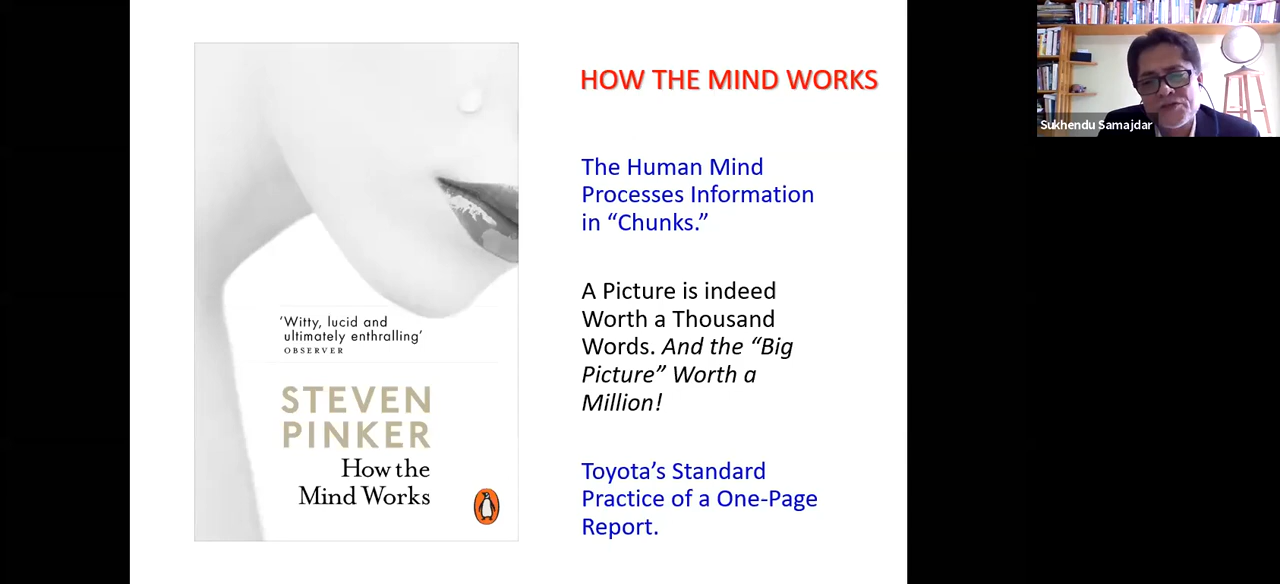 HOW THE MIND WORKS
Sukhendu Samajdar
The Human Mind
Processes Information
in “Chunks.”
A Picture is indeed
Worth a Thousand
Words. And the “Big
Picture” Worth a
Million!
Toyota’s Standard
Practice of a One-Page
Report.
‘Witty, lucid and
ultimately enthralling’
OBSERVER
STEVEN
PINKER
How the
Mind Works